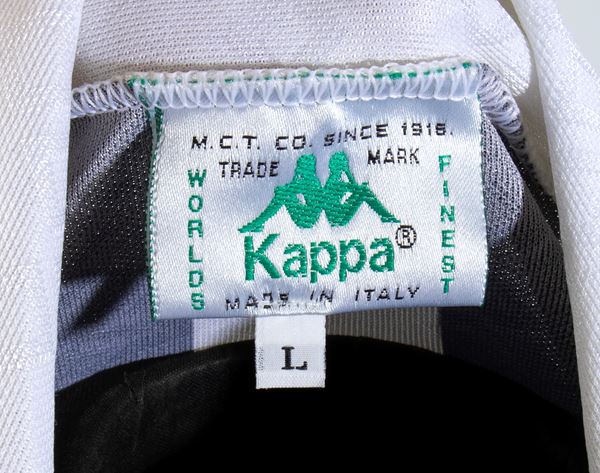 M.C.T. CO. SINCE 1916.
TRADE MARK
WORLDS
FINEST
Kappa®
MADE IN ITALY
L